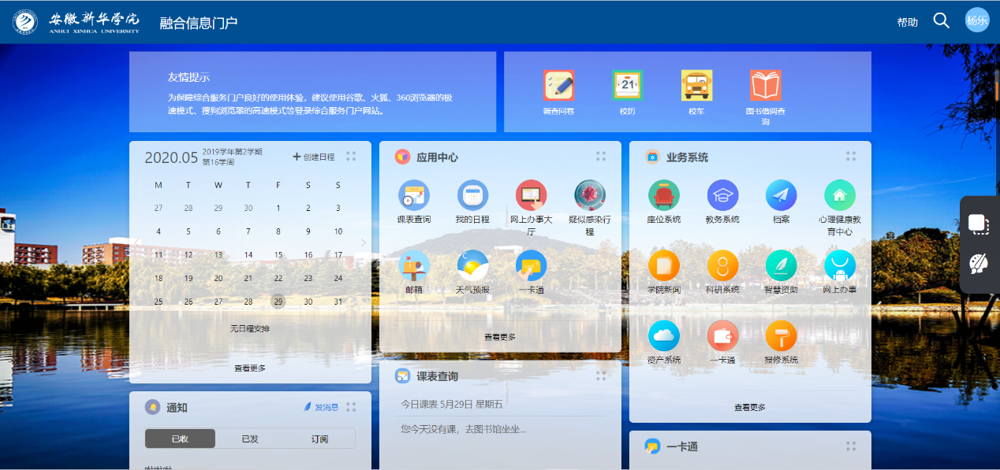 安徽新华学院
ANHUI XINHUA UNIVERSITY
融合信息门户
帮助
杨乐
友情提示
为保障综合服务门户良好的使用体验，建议使用谷歌、火狐、360浏览器的极
速模式、搜狗浏览器的高速模式等登录综合服务门户网站。
21
调查问卷
校历
校车
图书借阅查
询
2020.05
2019学年第2学期
第16学周
创建日程
M T W T F S S
27 28 29 30 1 2 3
4 5 6 7 8 9 10
11 12 13 14 15 16 17
18 19 20 21 22 23 24
25 26 27 28 29 30 31
无日程安排
查看更多
通知
发消息
已收 已发 订阅
应用中心
课表查询
我的日程
网上办事大
厅
疑似感染行
程
邮箱
天气预报
一卡通
查看更多
课表查询
今日课表 5月29日 星期五
您今天没有课，去图书馆坐坐...
业务系统
座位系统
教务系统
档案
心理健康教
育中心
学院新闻
科研系统
智慧资助
网上办事
资产系统
一卡通
报修系统
查看更多
一卡通